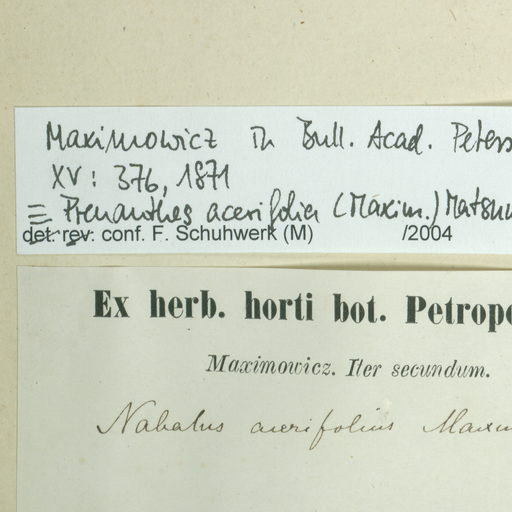 Maximowicz in Bull. Acad. Peters
XV: 376, 1871
≡ Prenanthes acerifolia (Maxim.) Matsum
det. rev. conf. F. Schuhwerk (M) /2004
Ex herb. horti bot. Petropo
Maximowicz. Iter secundum.
Nabalus acerifolius Maxim